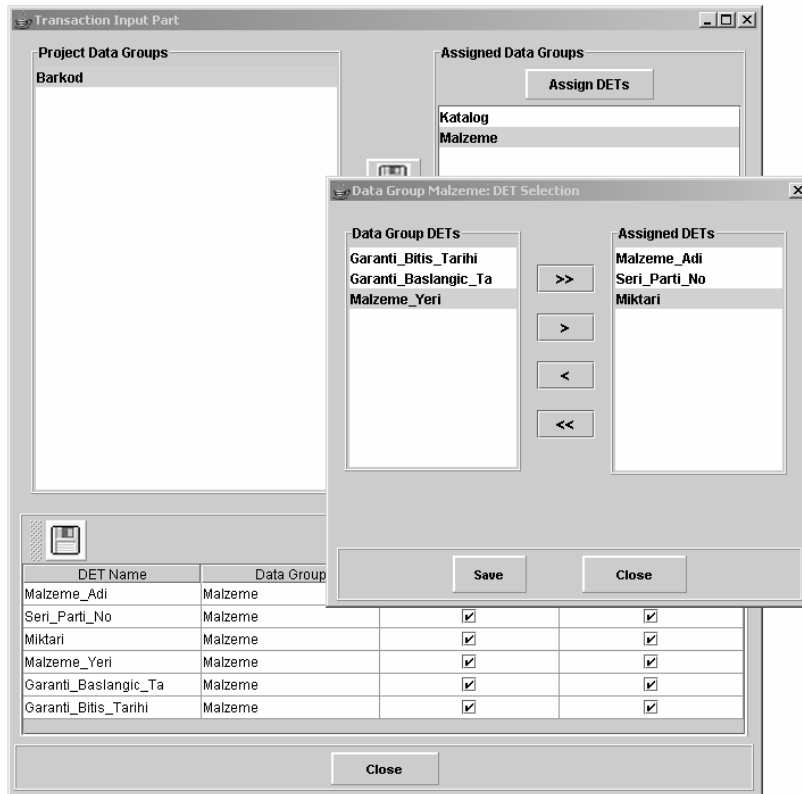 Transaction Input Part
Project Data Groups
Barkod
Assigned Data Groups
Assign DETs
Katalog
Malzeme
Data Group Malzeme: DET Selection
Data Group DETs
Garanti_Bitis_Tarihi
Garanti_Baslangic_Ta
Malzeme_Yeri
>>
>
<
<<
Assigned DETs
Malzeme_Adi
Seri_Parti_No
Miktari
Save Close
DET Name Data Group
Malzeme_Adi Malzeme
Seri_Parti_No Malzeme
Miktari Malzeme
Malzeme_Yeri Malzeme
Garanti_Baslangic_Ta Malzeme
Garanti_Bitis_Tarihi Malzeme
Close